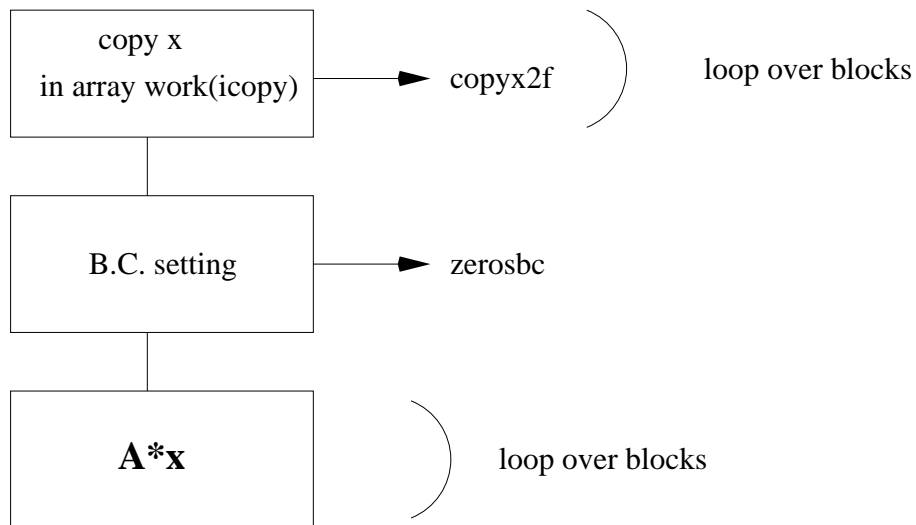 copy x
in array work(icopy)
copyx2f
loop over blocks
B.C. setting
zerosbc
A*x
loop over blocks